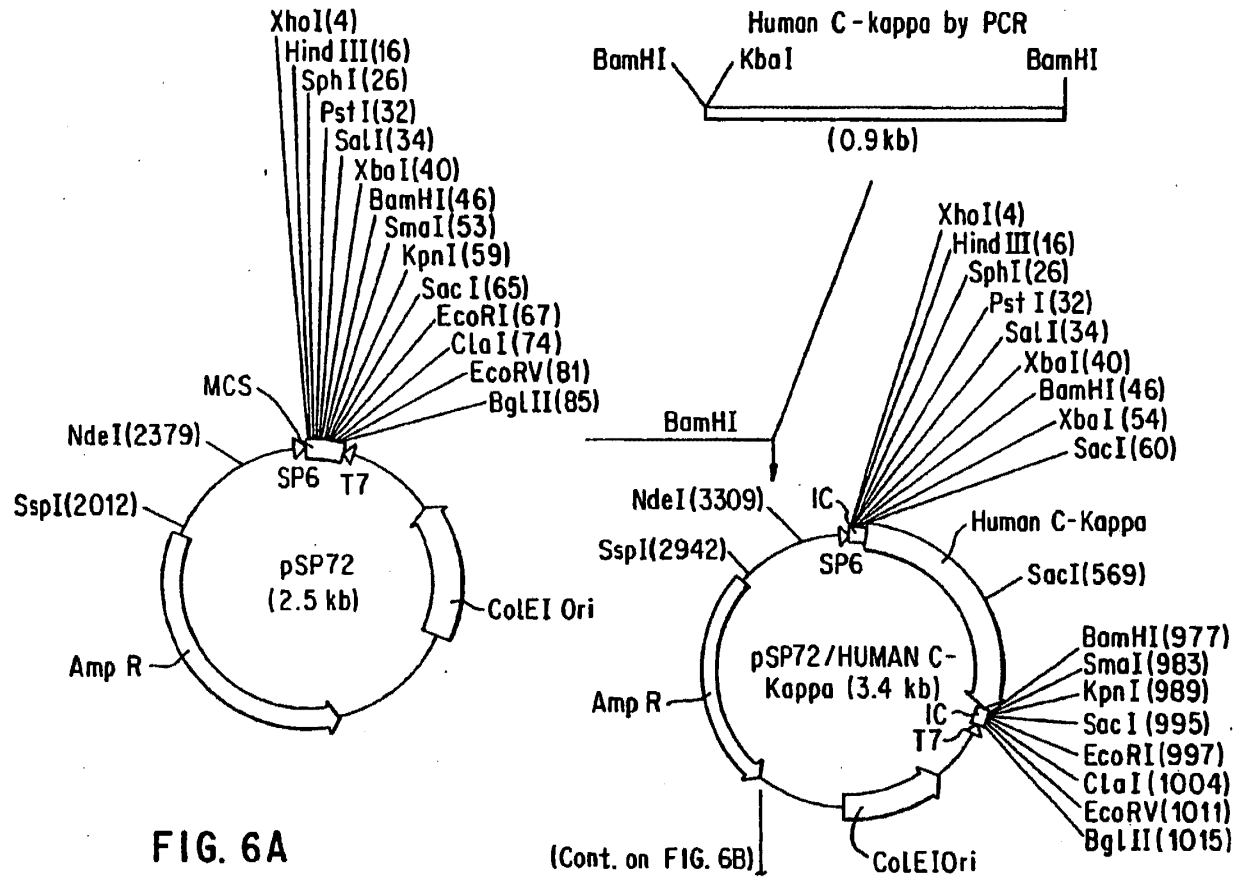 XhoI(4)
Hind III(16)
SphI(26)
PstI(32)
SalI(34)
XbaI(40)
BamHI(46)
SmaI(53)
KpnI(59)
SacI(65)
EcoRI(67)
ClaI(74)
EcoRV(81)
BglII(85)
MCS
NdeI(2379)
SP6
T7
SspI(2012)
pSP72
(2.5 kb)
ColEI Ori
Amp R
FIG. 6A
Human C-kappa by PCR
BamHI
KbaI
BamHI
(0.9 kb)
BamHI
XhoI(4)
Hind III(16)
SphI(26)
Pst I(32)
SalI(34)
XbaI(40)
BamHI(46)
XbaI(54)
SacI(60)
NdeI(3309)
IC
Human C-Kappa
SspI(2942)
SP6
SacI(569)
pSP72/HUMAN C-
Kappa (3.4 kb)
Amp R
IC
T7
BamHI(977)
SmaI(983)
KpnI(989)
Sac I(995)
EcoRI(997)
ClaI(1004)
EcoRV(1011)
BglII(1015)
ColEIOri
(Cont. on FIG. 6B)